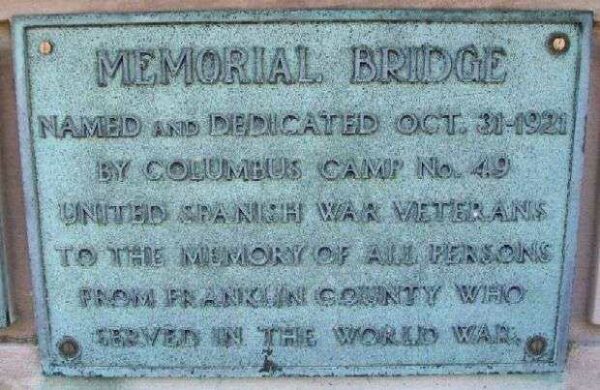 MEMORIAL BRIDGE
NAMED AND DEDICATED OCT. 31-1921
BY COLUMBUS CAMP No. 49
UNITED SPANISH WAR VETERANS
TO THE MEMORY OF ALL PERSONS
FROM FRANKLIN COUNTY WHO
SERVED IN THE WORLD WAR.